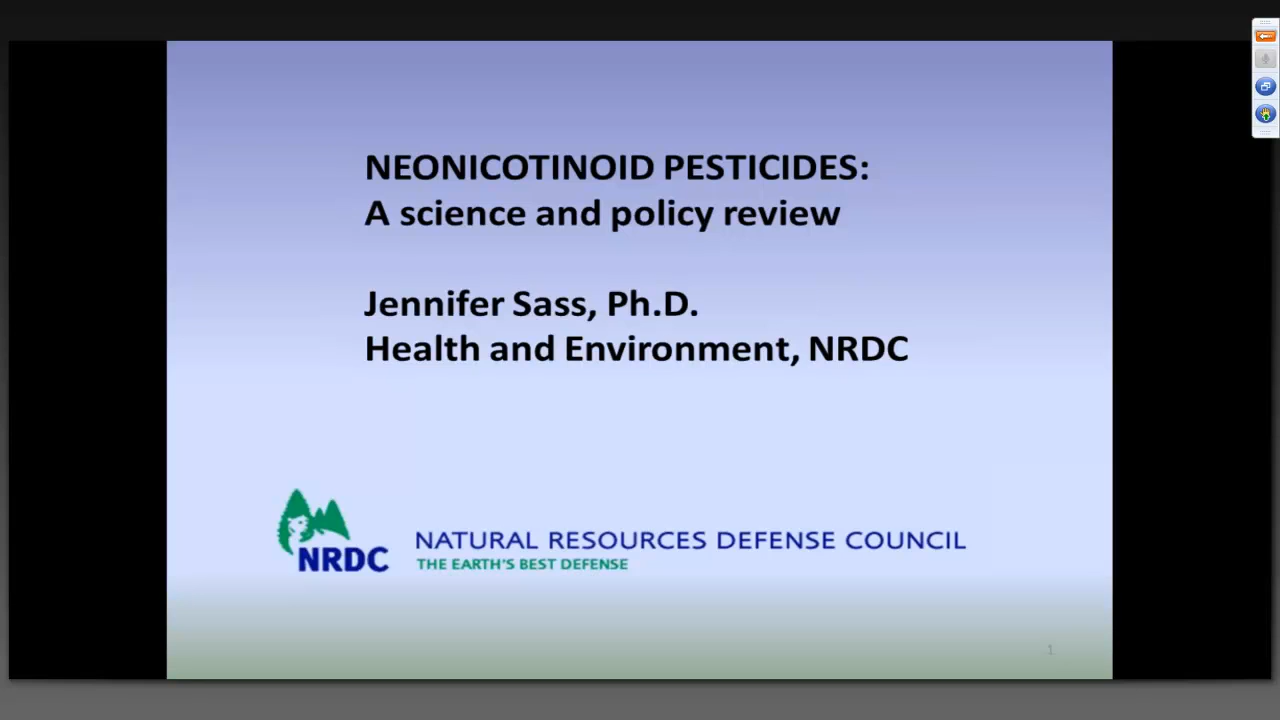 NEONICOTINOID PESTICIDES:
A science and policy review
Jennifer Sass, Ph.D.
Health and Environment, NRDC
NRDC
NATURAL RESOURCES DEFENSE COUNCIL
THE EARTH'S BEST DEFENSE
1